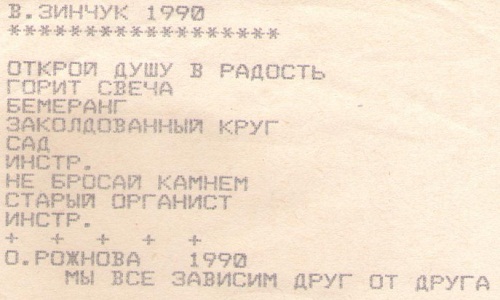 В.ЗИНЧУК 1990
******************
ОТКРОЙ ДУШУ В РАДОСТЬ
ГОРИТ СВЕЧА
БЕМЕРАНГ
ЗАКОЛДОВАННЫЙ КРУГ
САД
ИНСТР.
НЕ БРОСАЙ КАМНЕМ
СТАРЫЙ ОРГАНИСТ
ИНСТР.
+ + + + +
О.РОЖНОВА 1990
МЫ ВСЕ ЗАВИСИМ ДРУГ ОТ ДРУГА